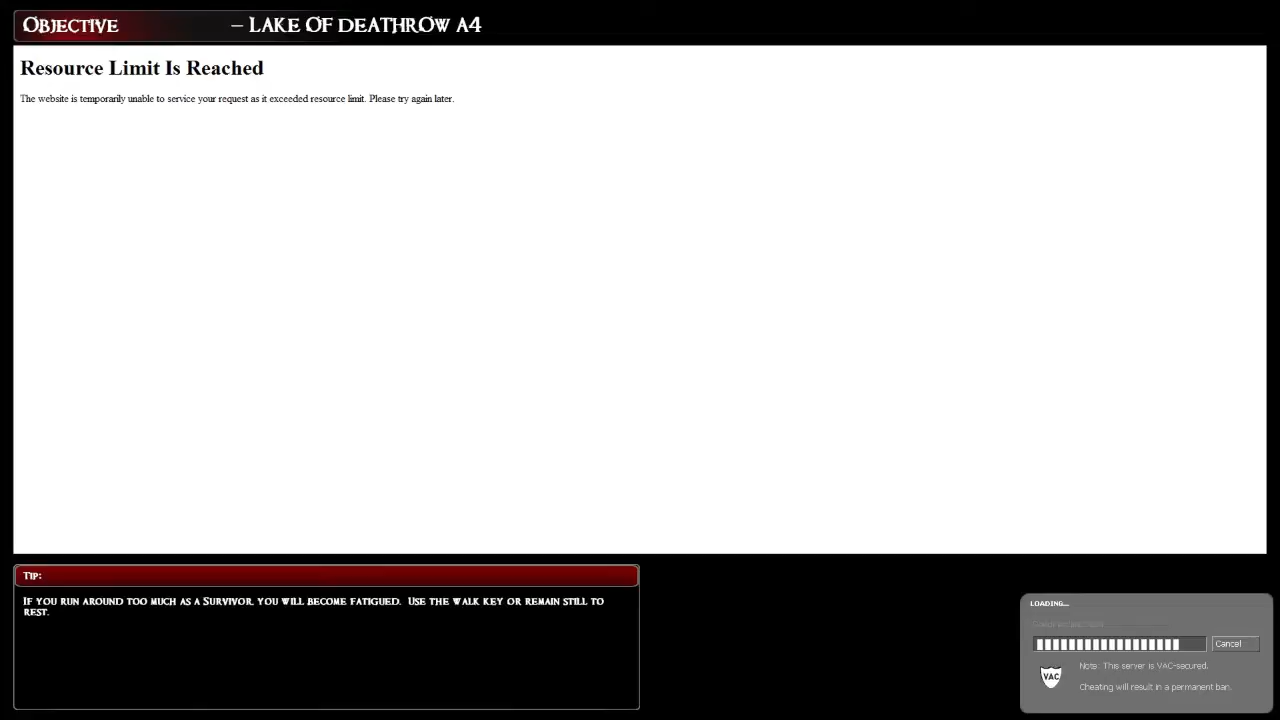 Objective – LAKE OF DEATHROW A4
Resource Limit Is Reached
The website is temporarily unable to service your request as it exceeded resource limit. Please try again later.
Tip:
If you run around too much as a Survivor, you will become fatigued. Use the walk key or remain still to
rest.
LOADING...
Cancel
VAC
Note: This server is VAC-secured.
Cheating will result in a permanent ban.